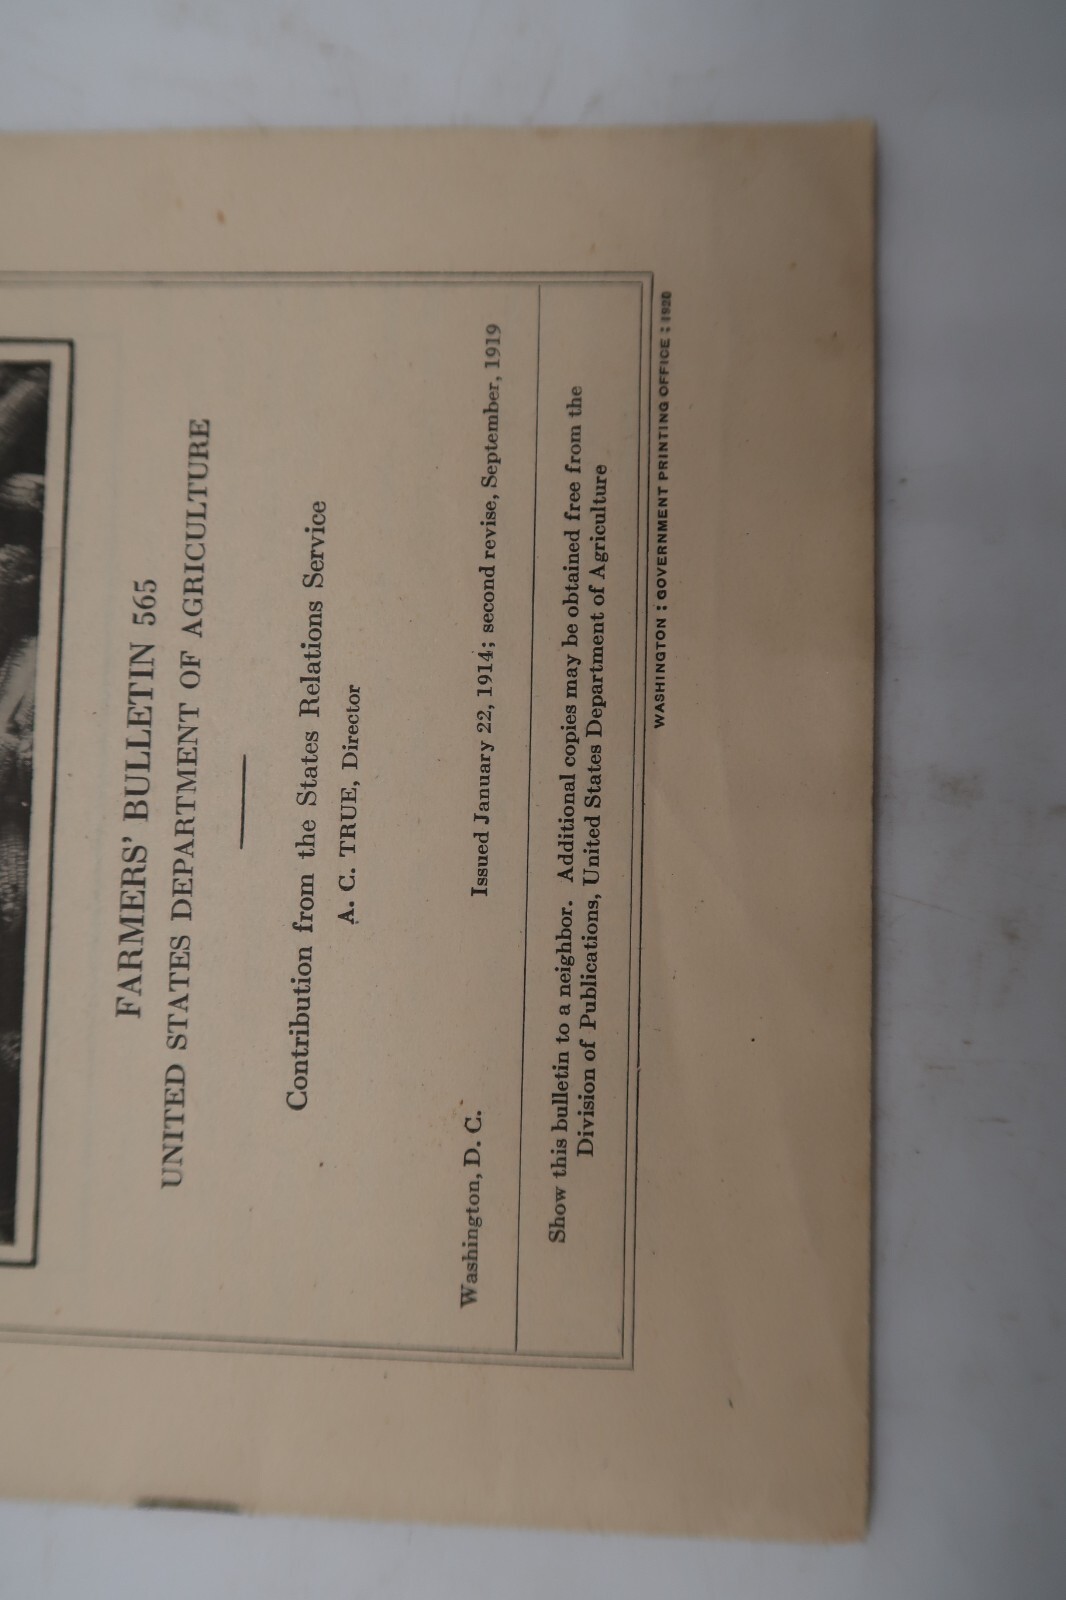 FARMERS' BULLETIN 565
UNITED STATES DEPARTMENT OF AGRICULTURE
Contribution from the States Relations Service
A. C. TRUE, Director
Washington, D. C. Issued January 22, 1914; second revise, September, 1919
Show this bulletin to a neighbor. Additional copies may be obtained free from the
Division of Publications, United States Department of Agriculture
WASHINGTON : GOVERNMENT PRINTING OFFICE : 1920